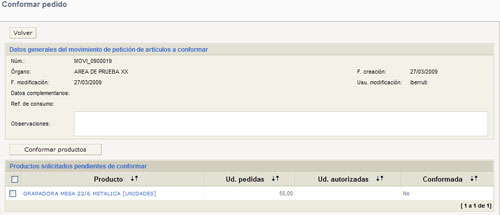 Conformar pedido
Volver
Datos generales del movimiento de petición de artículos a conformar
Núm.: MOVI_0900019
Órgano: AREA DE PRUEBA XX F. creación: 27/03/2009
F. modificación: 27/03/2009 Usu. modificación: iberruti
Datos complementarios:
Ref. de consumo:
Observaciones:
Conformar productos
Productos solicitados pendientes de conformar
Producto Ud. pedidas Ud. autorizadas Conformada
GRAPADORA MESA 22/6 METALICA [UNIDADES] 50,00 No
[ 1 a 1 de 1]